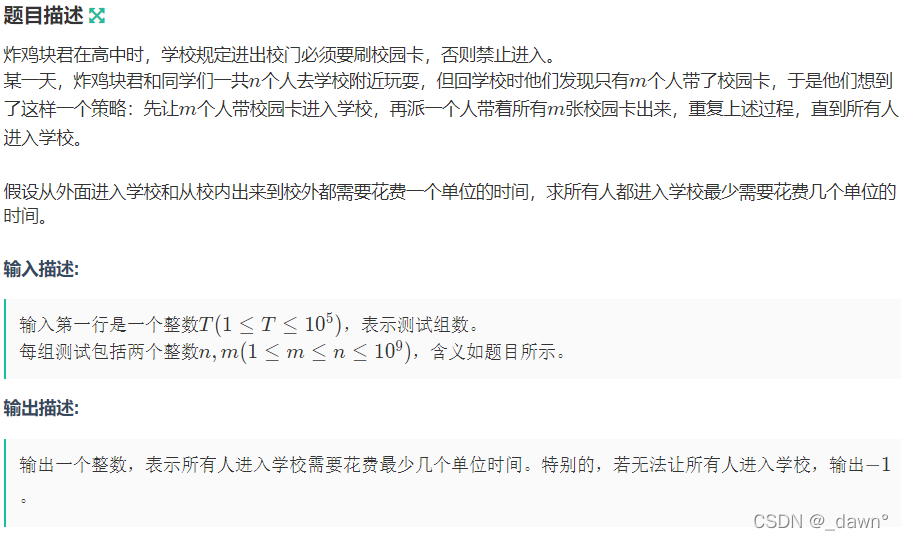 题目描述
炸鸡块君在高中时，学校规定进出校门必须要刷校园卡，否则禁止进入。
某一天，炸鸡块君和同学们一共n个人去学校附近玩耍，但回学校时他们发现只有m个人带了校园卡，于是他们想到
了这样一个策略：先让m个人带校园卡进入学校，再派一个人带着所有m张校园卡出来，重复上述过程，直到所有人
进入学校。
假设从外面进入学校和从校内出来到校外都需要花费一个单位的时间，求所有人都进入学校最少需要花费几个单位的
时间。
输入描述:
输入第一行是一个整数T(1 ≤ T ≤ 10⁵)，表示测试组数。
每组测试包括两个整数n, m(1 ≤ m ≤ n ≤ 10⁹)，含义如题目所示。
输出描述:
输出一个整数，表示所有人进入学校需要花费最少几个单位时间。特别的，若无法让所有人进入学校，输出−1
。
CSDN @_dawn°